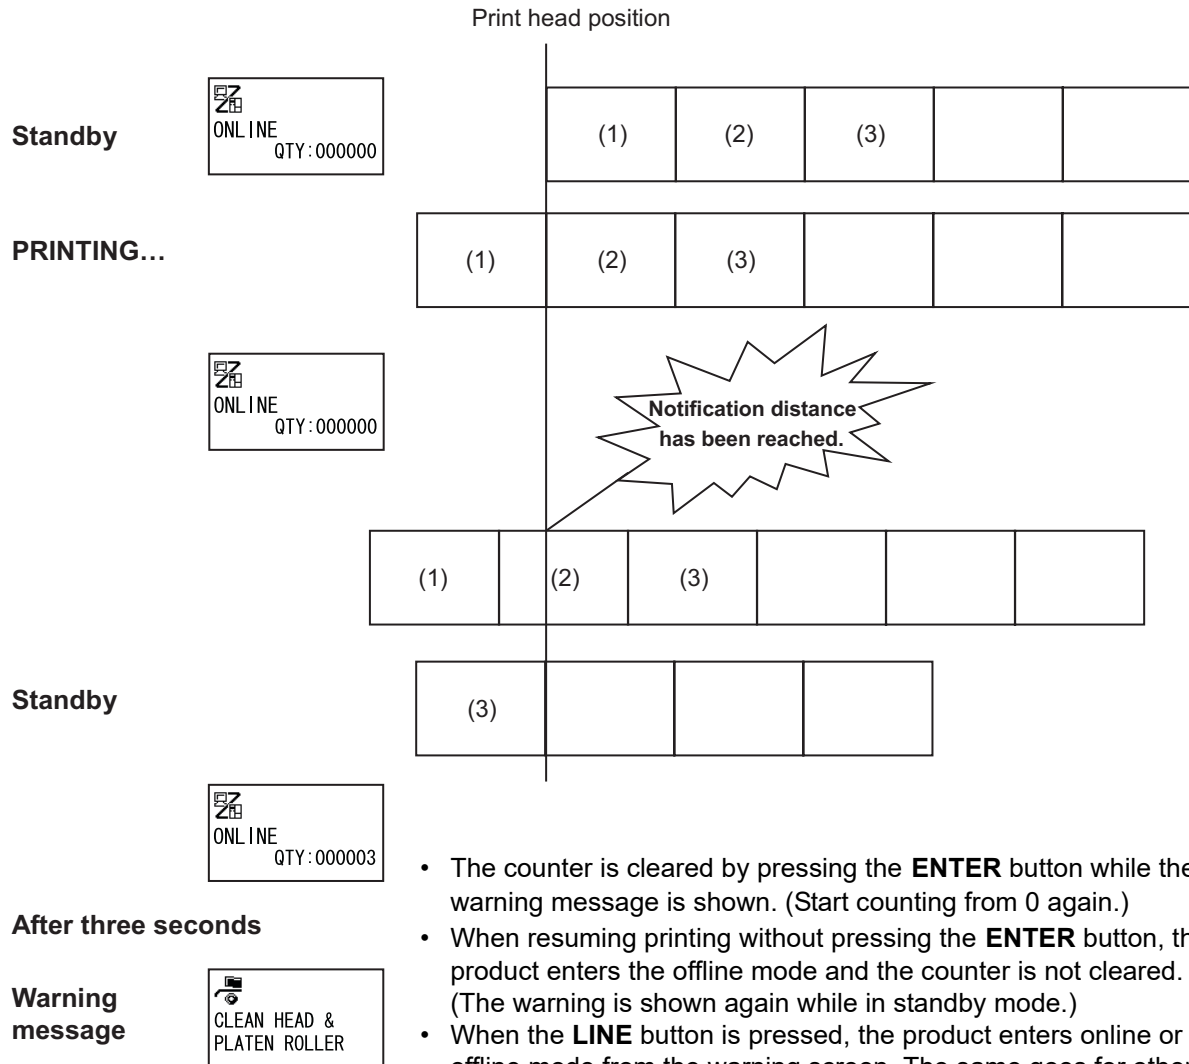 Print head position
Standby
ONLINE
QTY:000000
(1) (2) (3)
PRINTING…
(1) (2) (3)
ONLINE
QTY:000000
Notification distance
has been reached.
(1) (2) (3)
Standby
(3)
ONLINE
QTY:000003
• The counter is cleared by pressing the ENTER button while the
warning message is shown. (Start counting from 0 again.)
After three seconds
• When resuming printing without pressing the ENTER button, th
product enters the offline mode and the counter is not cleared.
(The warning is shown again while in standby mode.)
Warning
message
CLEAN HEAD &
PLATEN ROLLER
• When the LINE button is pressed, the product enters online or